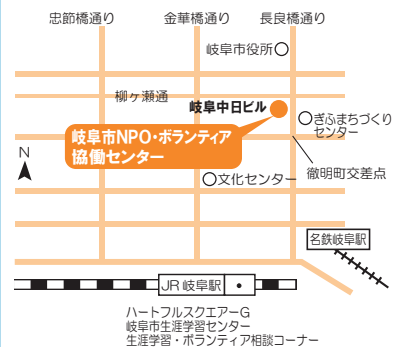 忠節橋通り
金華橋通り
長良橋通り
岐阜市役所
柳ヶ瀬通
岐阜中日ビル
ぎふまちづくり
センター
岐阜市NPO・ボランティア
協働センター
N
徹明町交差点
文化センター
名鉄岐阜駅
JR岐阜駅
ハートフルスクエアーG
岐阜市生涯学習センター
生涯学習・ボランティア相談コーナー